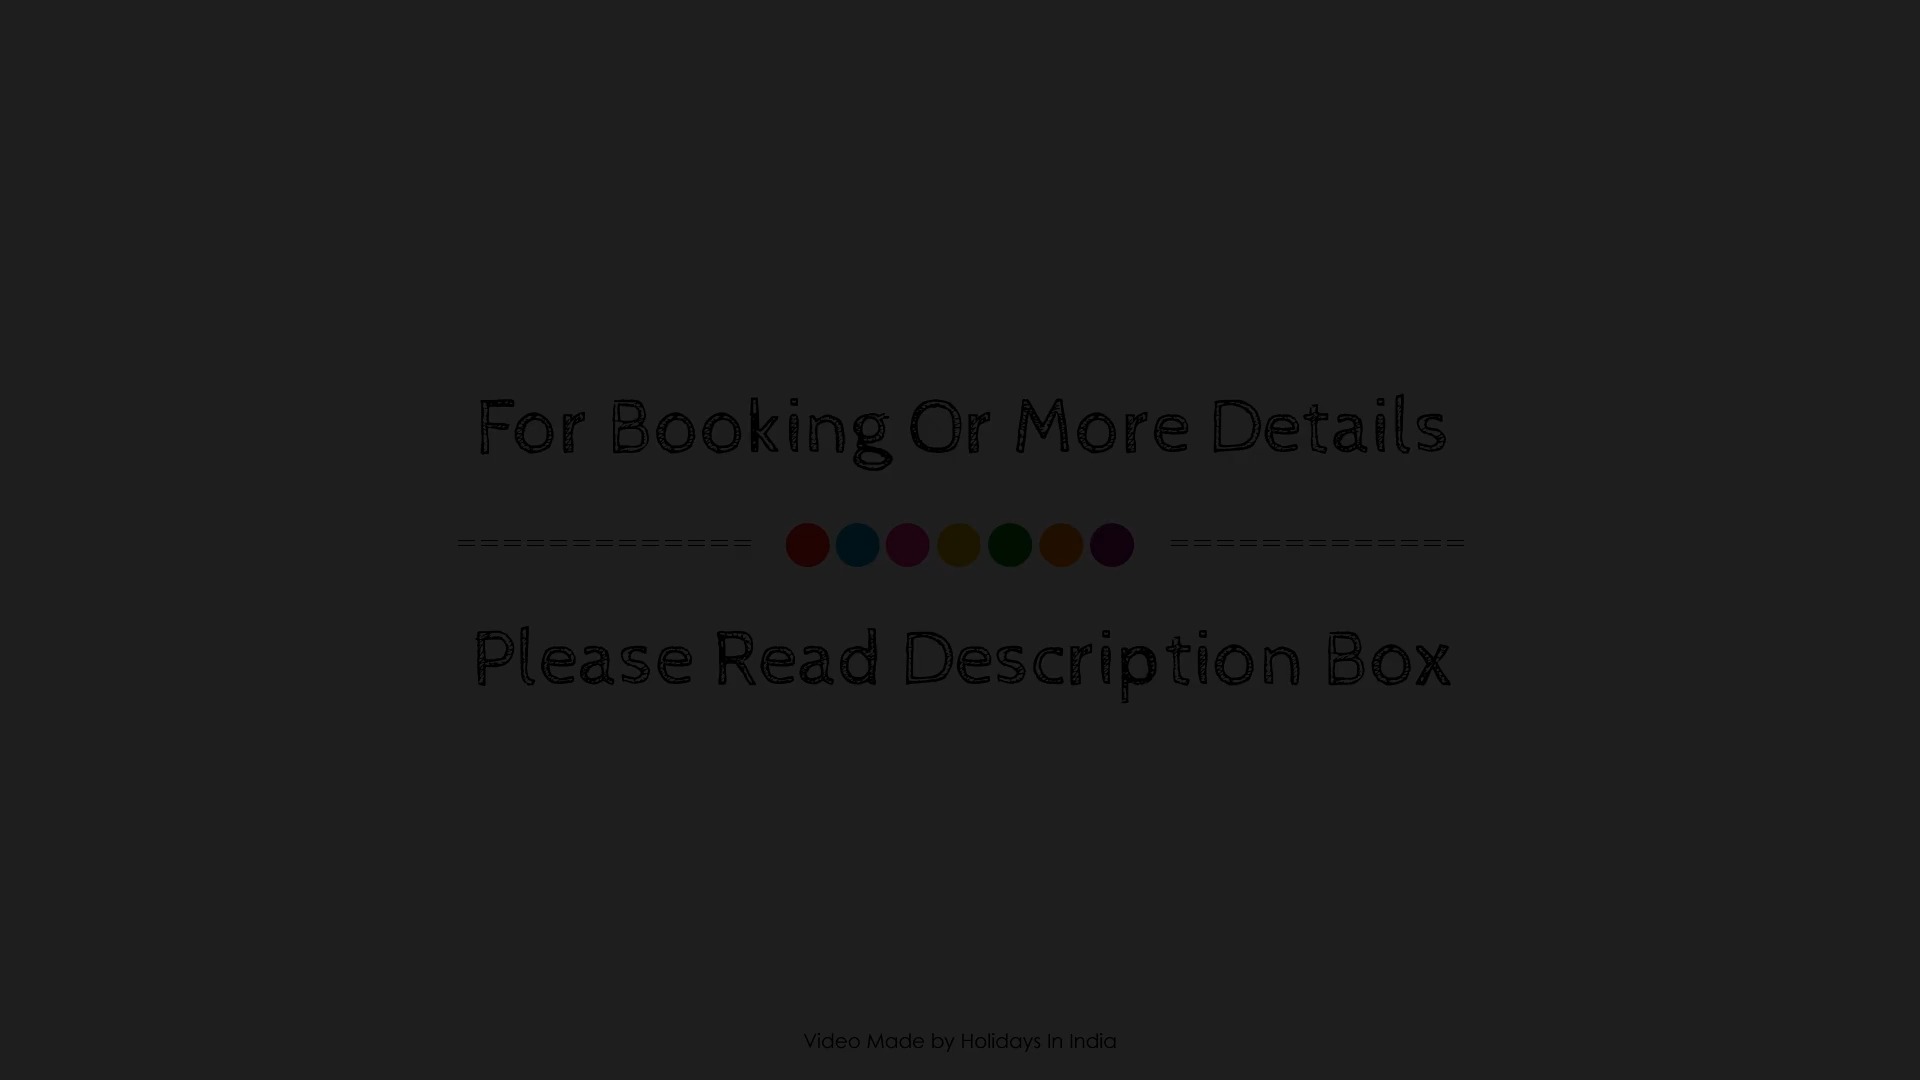 For Booking Or More Details
============= =============
Please Read Description Box
Video Made by Holidays In India